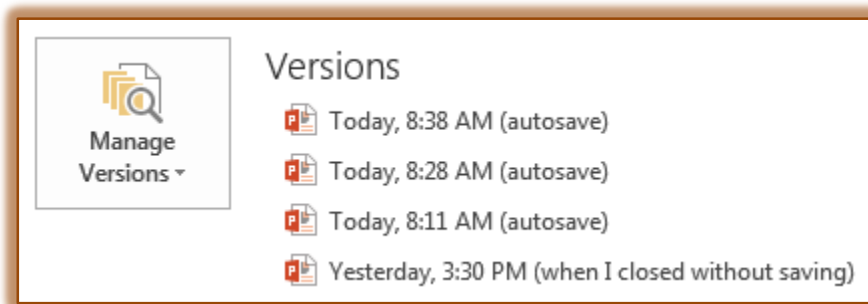 Manage
Versions
Versions
Today, 8:38 AM (autosave)
Today, 8:28 AM (autosave)
Today, 8:11 AM (autosave)
Yesterday, 3:30 PM (when I closed without saving)